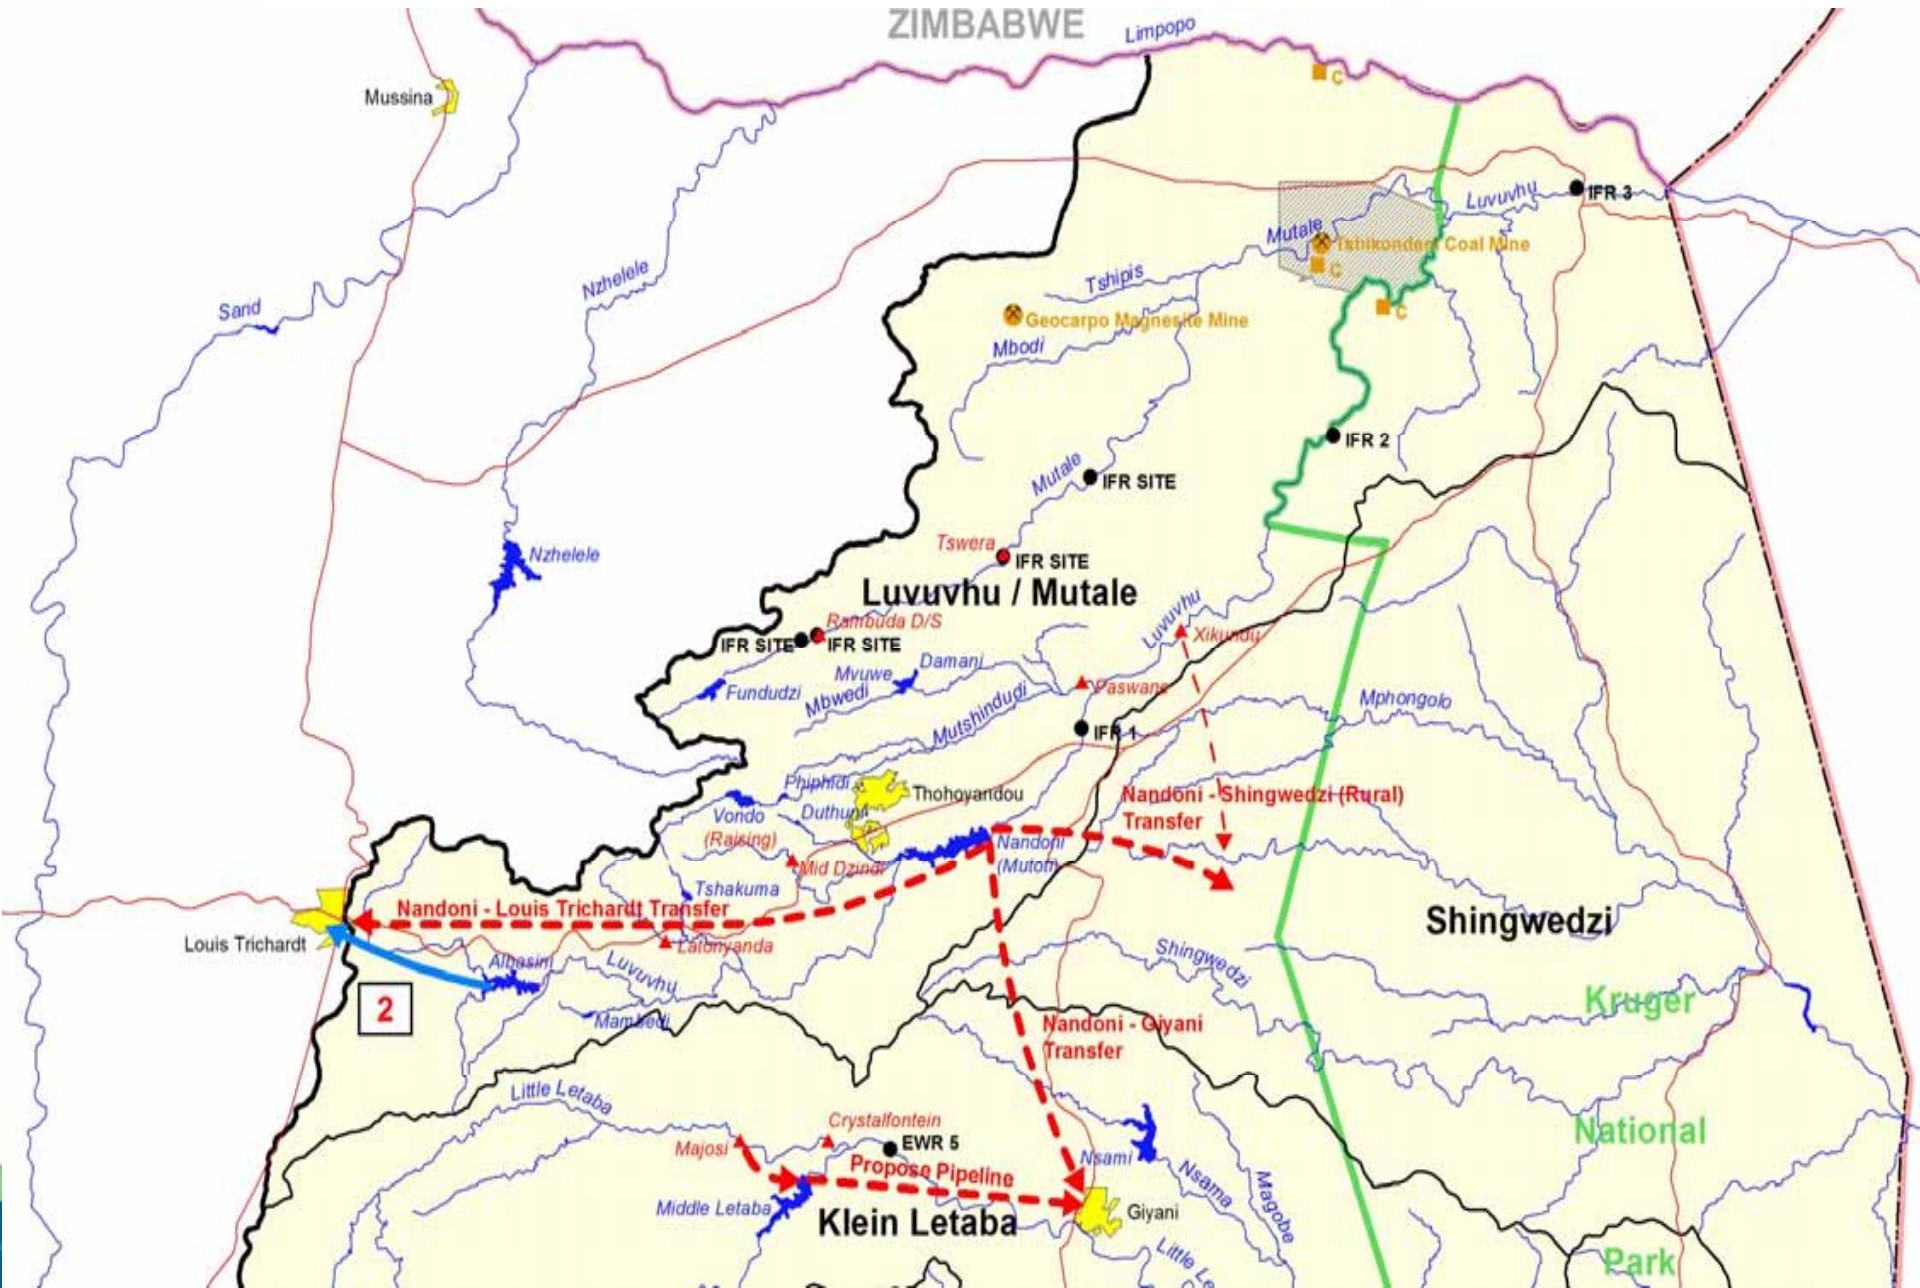 ZIMBABWE
Limpopo
Mussina
C
IFR 3
Luvuvhu
Mutale
Tshikondeni Coal Mine
C
Nzhelele
Tshipis
Sand
C
Geocarpo Magnesite Mine
Mbodi
IFR 2
Mutale
IFR SITE
Tswera
Nzhelele
IFR SITE
Luvuvhu / Mutale
Luvuvhu
Rambuda D/S
Xikundu
IFR SITE
IFR SITE
Damani
Mvuwe
Fundudzi
Mbwedi
Paswane
Mutshindudi
Mphongolo
IFR 1
Phiphidi
Thohoyandou
Nandoni - Shingwedzi (Rural)
Transfer
Vondo
(Raising)
Duthuni
Nandoni
(Mutoti)
Mid Dzindi
Tshakuma
Nandoni - Louis Trichardt Transfer
Shingwedzi
Louis Trichardt
Latonyanda
Albasini
Luvuvhu
Shingwedzi
2
Mambedi
Kruger
Nandoni - Giyani
Transfer
Little Letaba
Crystalfontein
National
Majosi
EWR 5
Nsami
Propose Pipeline
Nsama
Magobe
Middle Letaba
Klein Letaba
Giyani
Little Le
Park